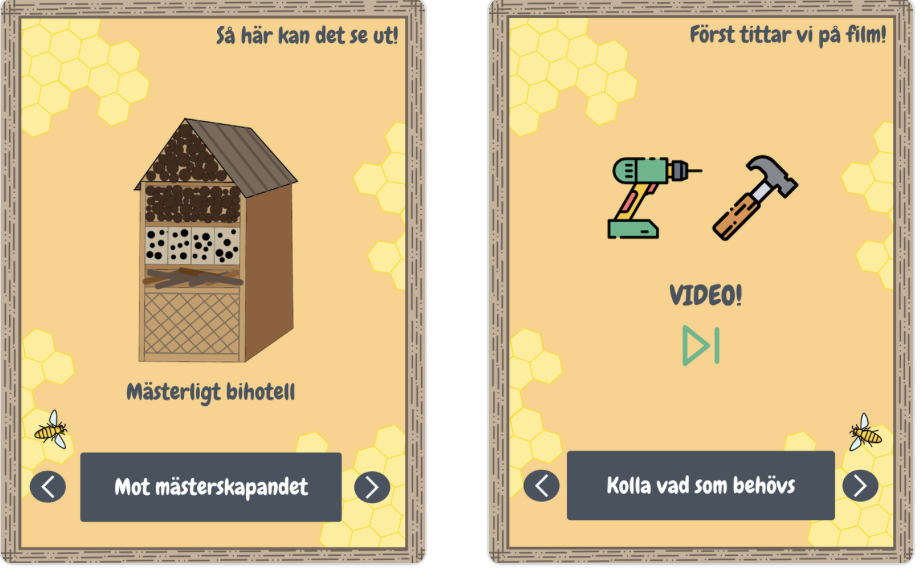 Så här kan det se ut!
Mästerligt bihotell
Mot mästerskapandet
Först tittar vi på film!
VIDEO!
Kolla vad som behövs